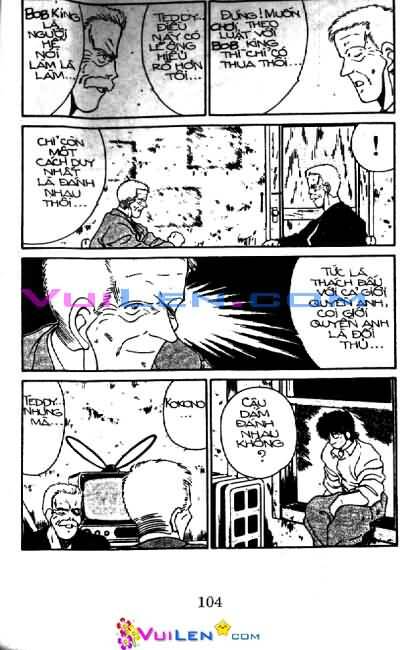 ĐỪNG! MUỐN
CHƠI THEO
LUẬT VỚI
BOB KING
THÌ CHỈ CÓ
THUA THÔI...
TEDDY...
ĐIỀU
NÀY CÓ
LẼ ÔNG
HIỂU
RÕ HƠN
TÔI...
BOB KING
LÀ
NGƯỜI
HỄ
NÓI
LÀM LÀ
LÀM...
!
CHỈ CÒN
MỘT
CÁCH DUY
NHẤT
LÀ ĐÁNH
NHAU
THÔI...
TỨC LÀ
THÁCH ĐẤU
VỚI CẢ GIỚI
QUYỀN ANH,
COI GIỚI
QUYỀN ANH
LÀ ĐỐI
THỦ...
VUILEN.COM
CẬU
DÁM
ĐÁNH
NHAU
KHÔNG
?
KOKONO
...
TEDDY...
NHƯNG
MÀ...
104
VUILEN.COM